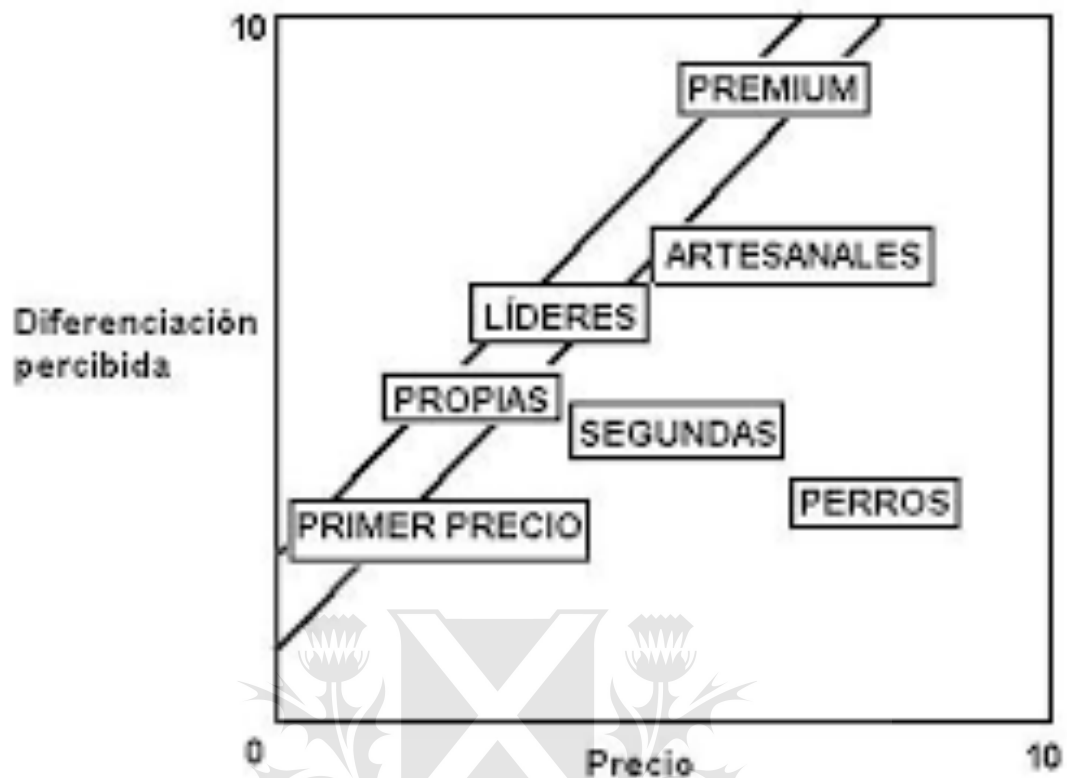 10
PREMIUM
ARTESANALES
LÍDERES
Diferenciación
percibida
PROPIAS
SEGUNDAS
PERROS
PRIMER PRECIO
0
Precio
10